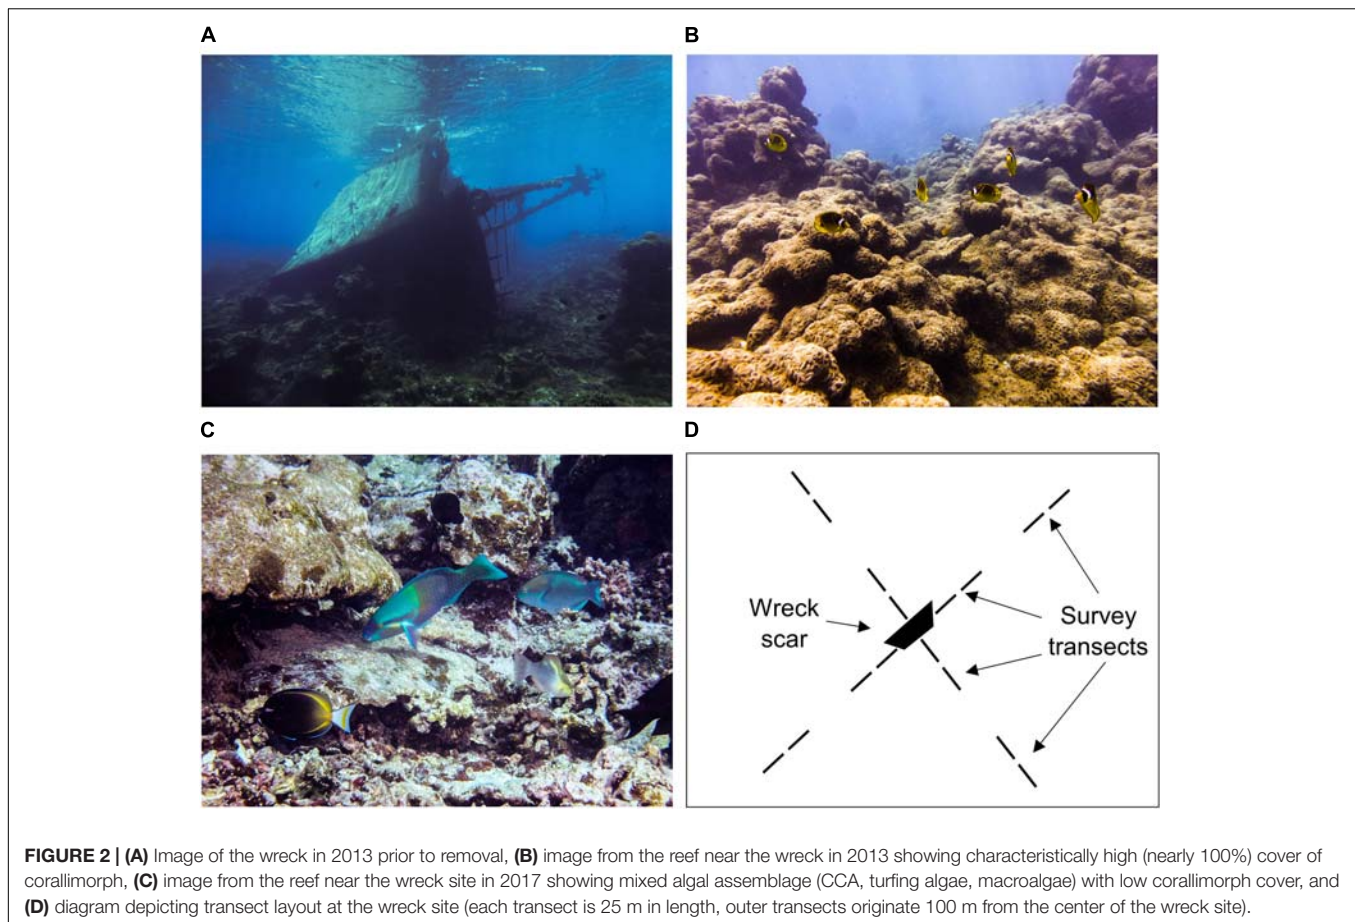 A
B
C
D
Wreck
scar
Survey
transects
FIGURE 2 | (A) Image of the wreck in 2013 prior to removal, (B) image from the reef near the wreck in 2013 showing characteristically high (nearly 100%) cover of
corallimorph, (C) image from the reef near the wreck site in 2017 showing mixed algal assemblage (CCA, turfing algae, macroalgae) with low corallimorph cover, and
(D) diagram depicting transect layout at the wreck site (each transect is 25 m in length, outer transects originate 100 m from the center of the wreck site).